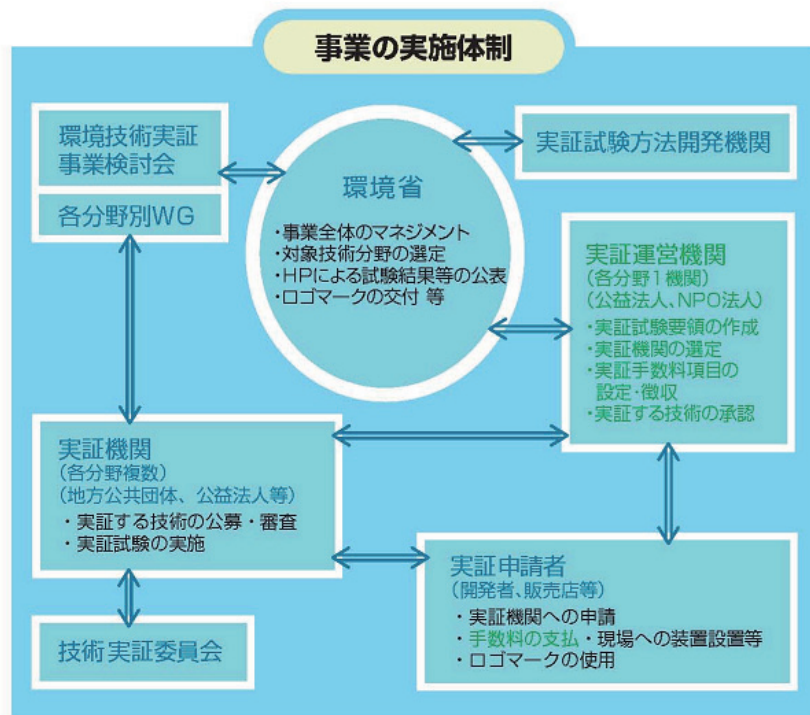 事業の実施体制
環境技術実証
事業検討会
各分野別WG
環境省
・事業全体のマネジメント
・対象技術分野の選定
・HPによる試験結果等の公表
・ロゴマークの交付 等
実証試験方法開発機関
実証運営機関
(各分野1機関)
(公益法人、NPO法人)
・実証試験要領の作成
・実証機関の選定
・実証手数料項目の
設定・徴収
・実証する技術の承認
実証機関
(各分野複数)
(地方公共団体、公益法人等)
・実証する技術の公募・審査
・実証試験の実施
技術実証委員会
実証申請者
(開発者、販売店等)
・実証機関への申請
・手数料の支払・現場への装置設置等
・ロゴマークの使用